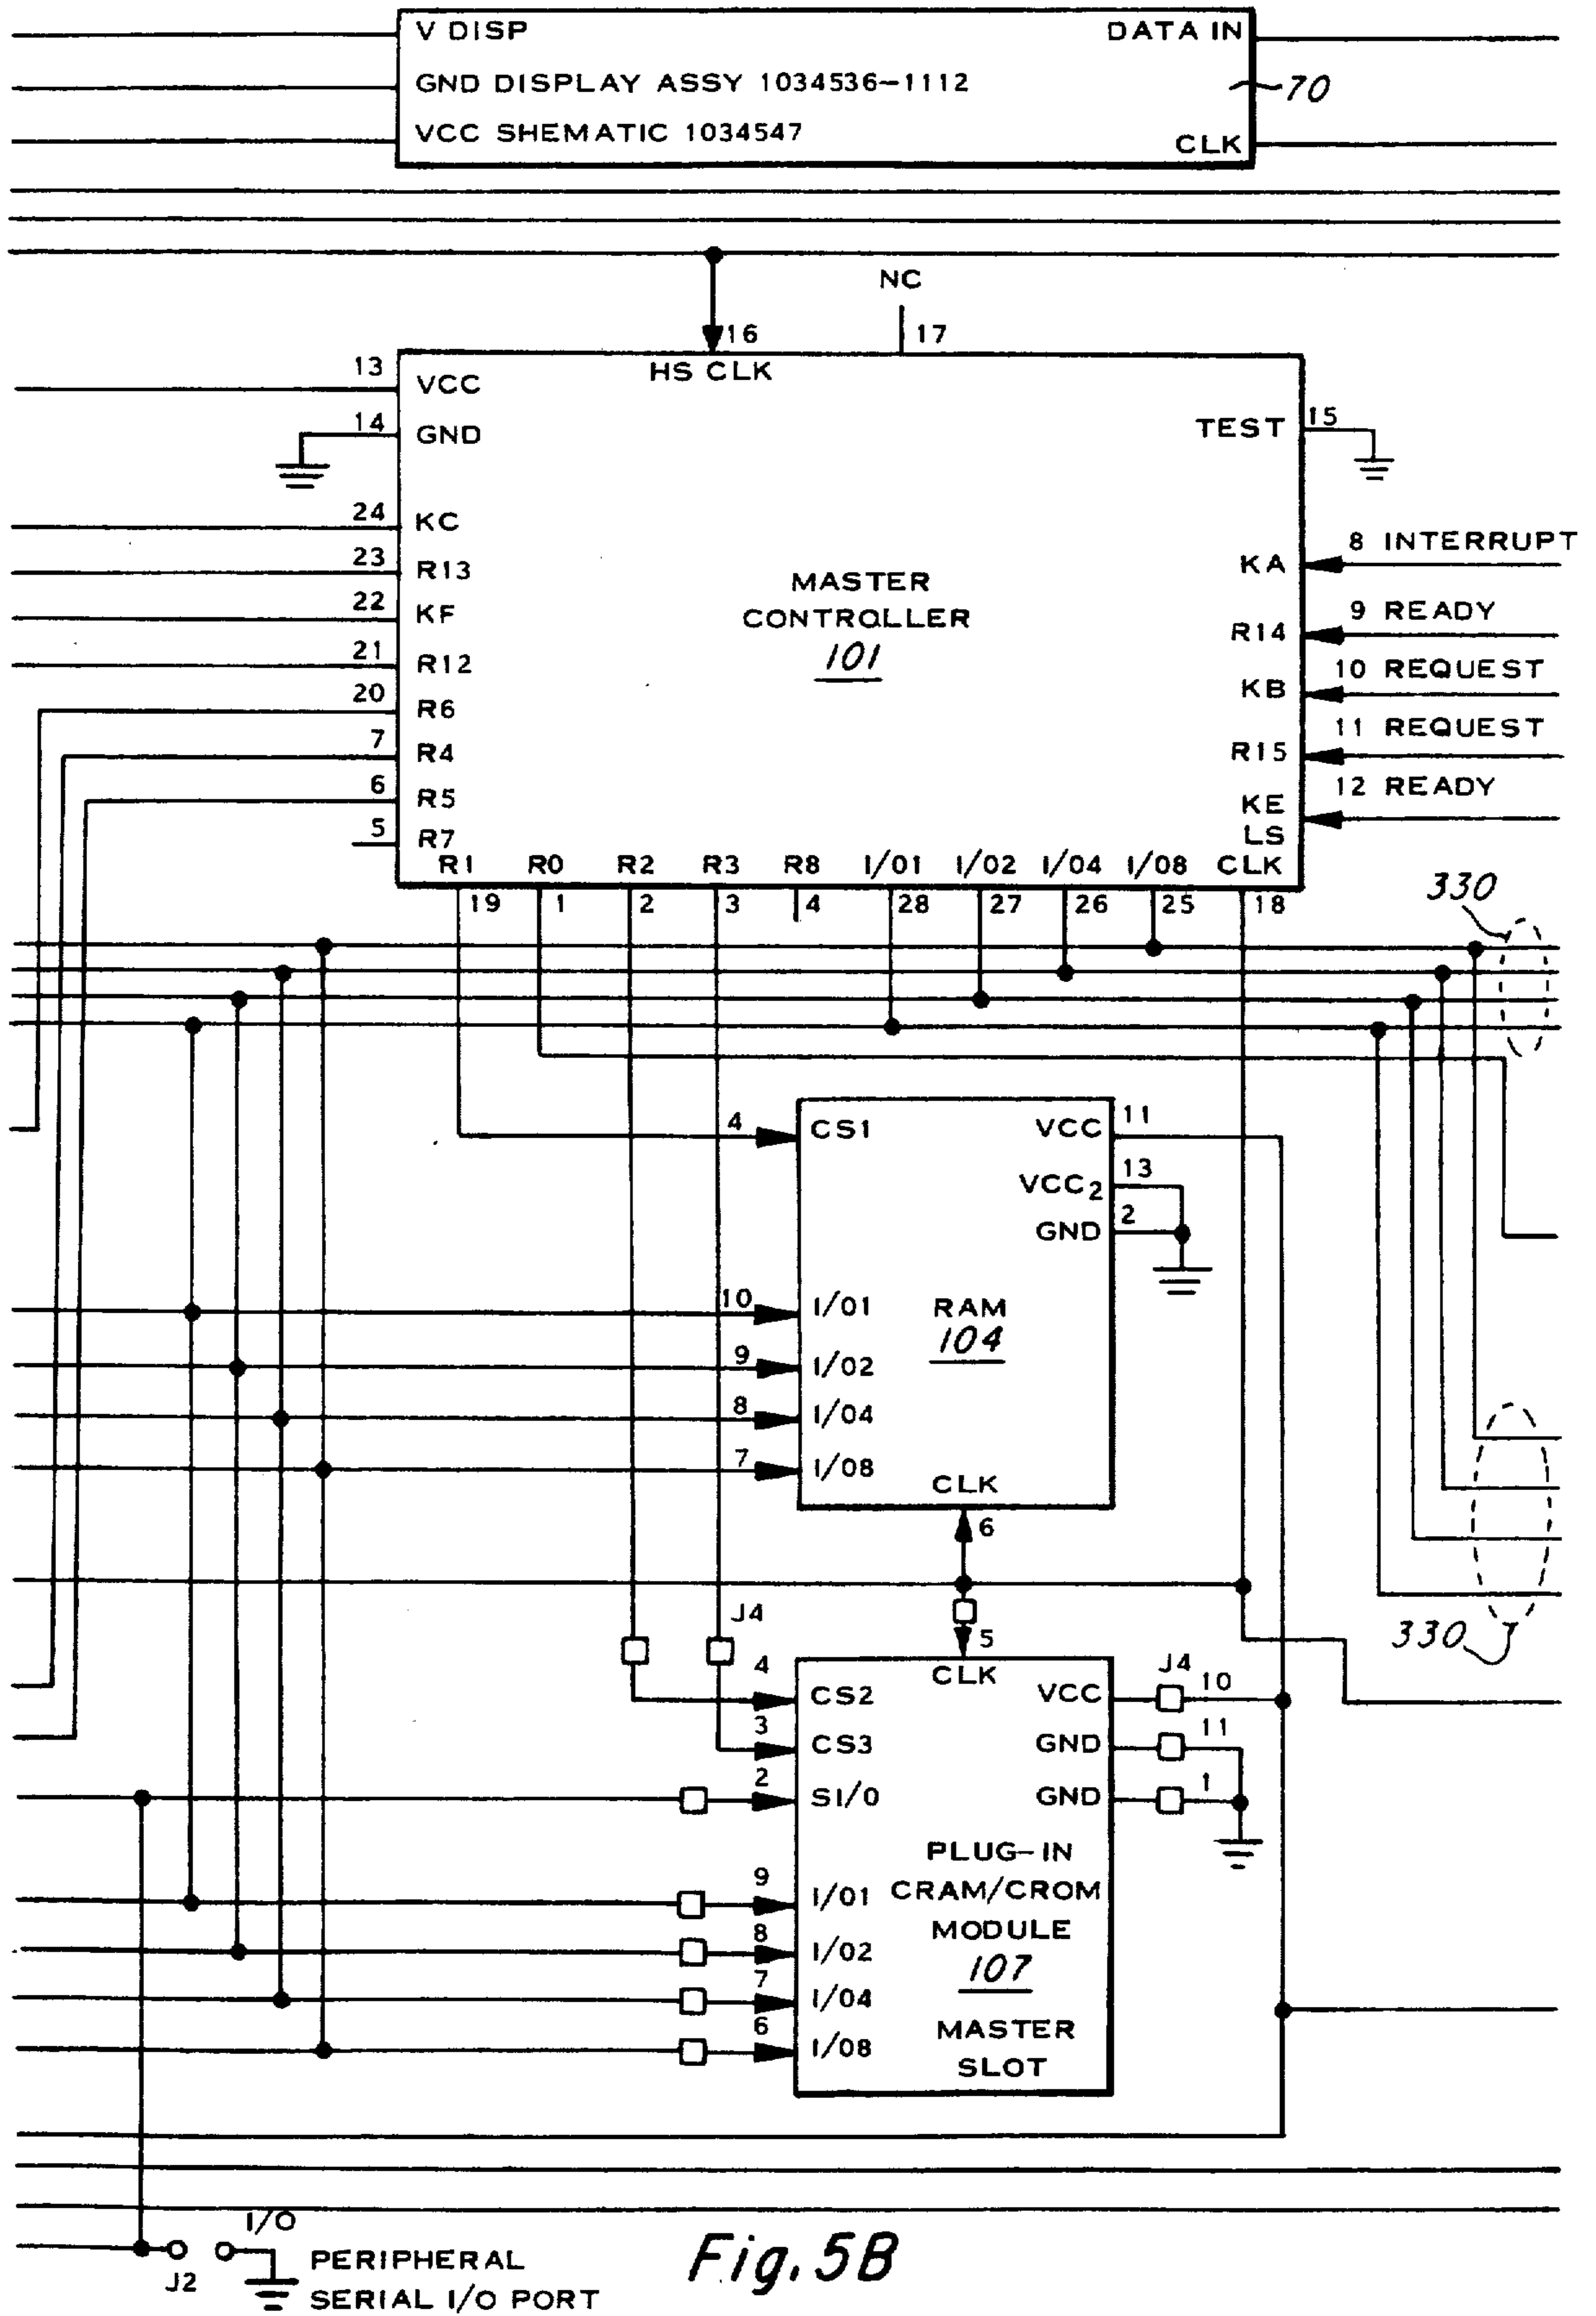 V DISP DATA IN
GND DISPLAY ASSY 1034536-1112
70
VCC SHEMATIC 1034547
CLK
NC
16 17
HS CLK
13 VCC
14 GND
TEST 15
24 KC
23 R13
22 KF
21 R12
20 R6
7 R4
6 R5
5 R7
MASTER
CONTROLLER
101
KA 8 INTERRUPT
R14 9 READY
KB 10 REQUEST
R15 11 REQUEST
KE 12 READY
LS
R1 R0 R2 R3 R8 I/01 I/02 I/04 I/08 CLK
19 1 2 3 4 28 27 26 25 18
330
4 CS1
VCC 11
VCC2 13
GND 2
10 I/01
9 I/02
8 I/04
7 I/08
RAM
104
CLK
6
J4
5
330
CLK
4 CS2
3 CS3
2 SI/0
J4
VCC 10
GND 11
GND 1
9 I/01
8 I/02
7 I/04
6 I/08
PLUG-IN
CRAM/CROM
MODULE
107
MASTER
SLOT
I/O
J2
PERIPHERAL
SERIAL I/O PORT
Fig. 5B